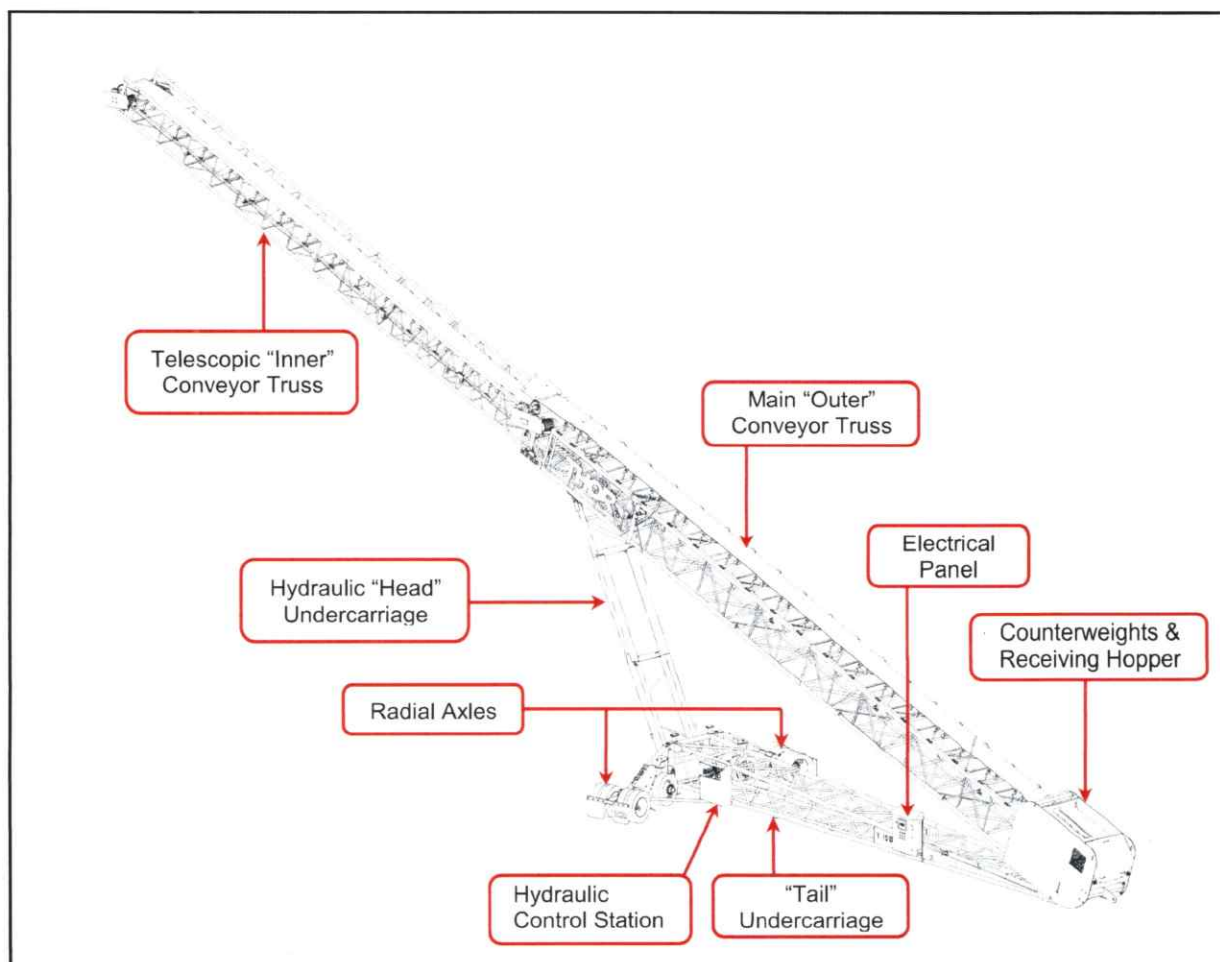 Telescopic “Inner”
Conveyor Truss
Main “Outer”
Conveyor Truss
Electrical
Panel
Hydraulic “Head”
Undercarriage
Counterweights &
Receiving Hopper
Radial Axles
Hydraulic
Control Station
“Tail”
Undercarriage